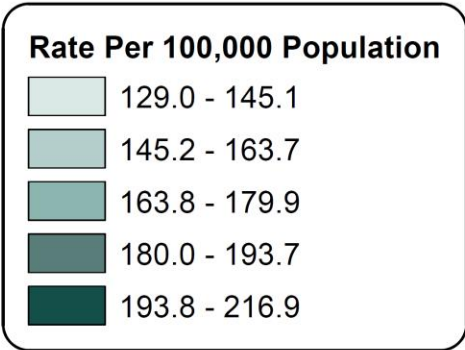 Rate Per 100,000 Population
129.0 - 145.1
145.2 - 163.7
163.8 - 179.9
180.0 - 193.7
193.8 - 216.9